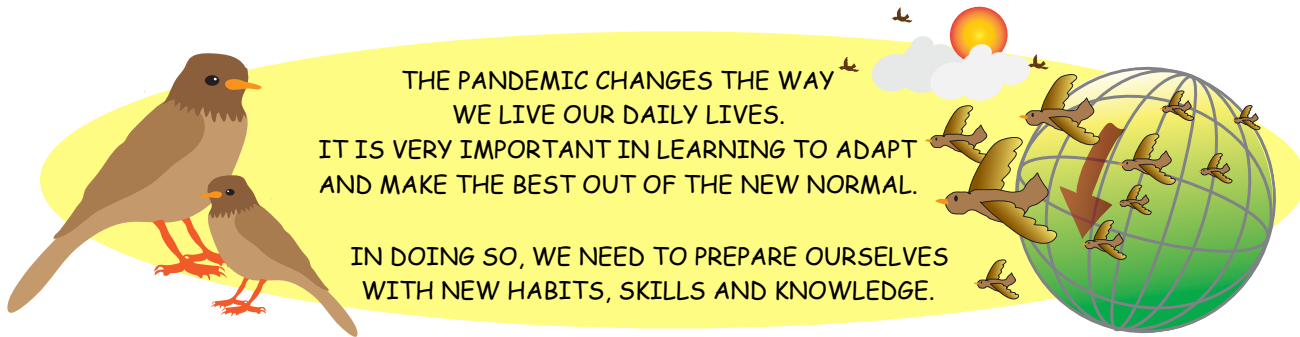 THE PANDEMIC CHANGES THE WAY
WE LIVE OUR DAILY LIVES.
IT IS VERY IMPORTANT IN LEARNING TO ADAPT
AND MAKE THE BEST OUT OF THE NEW NORMAL.
IN DOING SO, WE NEED TO PREPARE OURSELVES
WITH NEW HABITS, SKILLS AND KNOWLEDGE.